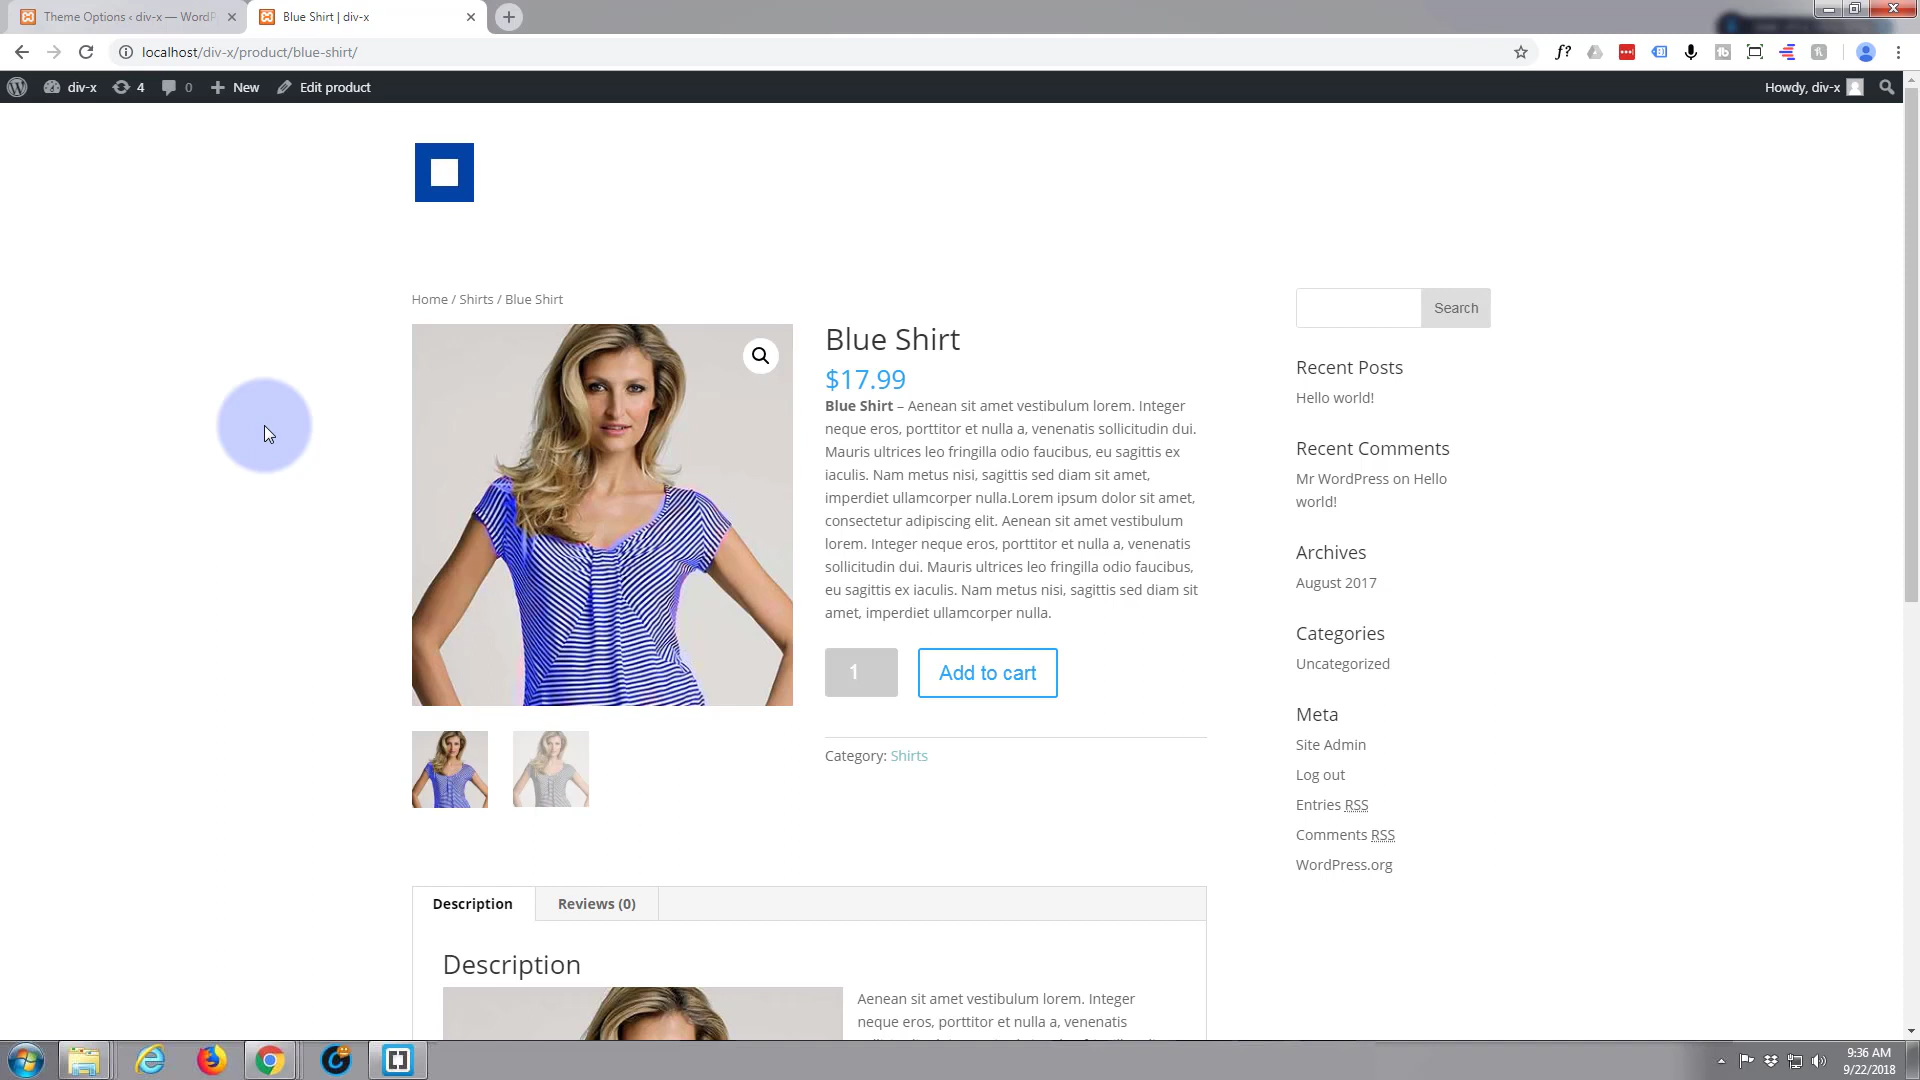 Theme Options ‹ div-x — WordP
Blue Shirt | div-x
localhost/div-x/product/blue-shirt/
f?
div-x
4
0
New
Edit product
Howdy, div-x
Home / Shirts / Blue Shirt
Blue Shirt
$17.99
Blue Shirt – Aenean sit amet vestibulum lorem. Integer
neque eros, porttitor et nulla a, venenatis sollicitudin dui.
Mauris ultrices leo fringilla odio faucibus, eu sagittis ex
iaculis. Nam metus nisi, sagittis sed diam sit amet,
imperdiet ullamcorper nulla.Lorem ipsum dolor sit amet,
consectetur adipiscing elit. Aenean sit amet vestibulum
lorem. Integer neque eros, porttitor et nulla a, venenatis
sollicitudin dui. Mauris ultrices leo fringilla odio faucibus,
eu sagittis ex iaculis. Nam metus nisi, sagittis sed diam sit
amet, imperdiet ullamcorper nulla.
1
Add to cart
Category: Shirts
Search
Recent Posts
Hello world!
Recent Comments
Mr WordPress on Hello
world!
Archives
August 2017
Categories
Uncategorized
Meta
Site Admin
Log out
Entries RSS
Comments RSS
WordPress.org
Description
Reviews (0)
Description
Aenean sit amet vestibulum lorem. Integer
neque eros, porttitor et nulla a, venenatis
9:36 AM
9/22/2018